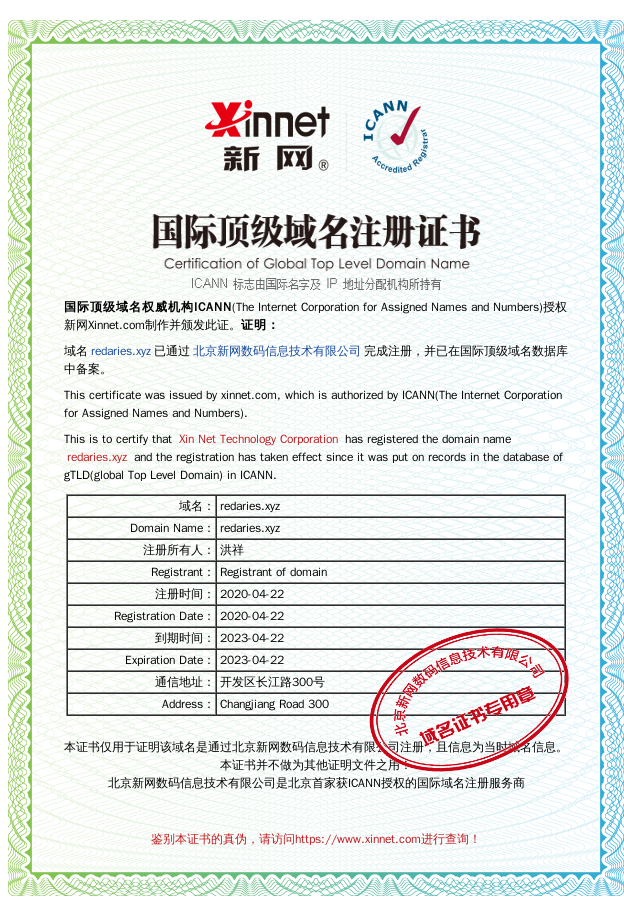 Xinnet
新网®
ICANN
Accredited Registrar
国际顶级域名注册证书
Certification of Global Top Level Domain Name
ICANN 标志由国际名字及 IP 地址分配机构所持有
国际顶级域名权威机构ICANN(The Internet Corporation for Assigned Names and Numbers)授权
新网Xinnet.com制作并颁发此证。证明：
域名 redaries.xyz 已通过 北京新网数码信息技术有限公司 完成注册，并已在国际顶级域名数据库
中备案。
This certificate was issued by xinnet.com, which is authorized by ICANN(The Internet Corporation
for Assigned Names and Numbers).
This is to certify that Xin Net Technology Corporation has registered the domain name
redaries.xyz and the registration has taken effect since it was put on records in the database of
gTLD(global Top Level Domain) in ICANN.
域名： redaries.xyz
Domain Name： redaries.xyz
注册所有人： 洪祥
Registrant： Registrant of domain
注册时间： 2020-04-22
Registration Date： 2020-04-22
到期时间： 2023-04-22
Expiration Date： 2023-04-22
通信地址： 开发区长江路300号
Address： Changjiang Road 300
北京新网数码信息技术有限公司
域名证书专用章
本证书仅用于证明该域名是通过北京新网数码信息技术有限公司注册，且信息为当时域名信息。
本证书并不做为其他证明文件之用！
北京新网数码信息技术有限公司是北京首家获ICANN授权的国际域名注册服务商
鉴别本证书的真伪，请访问https://www.xinnet.com进行查询！